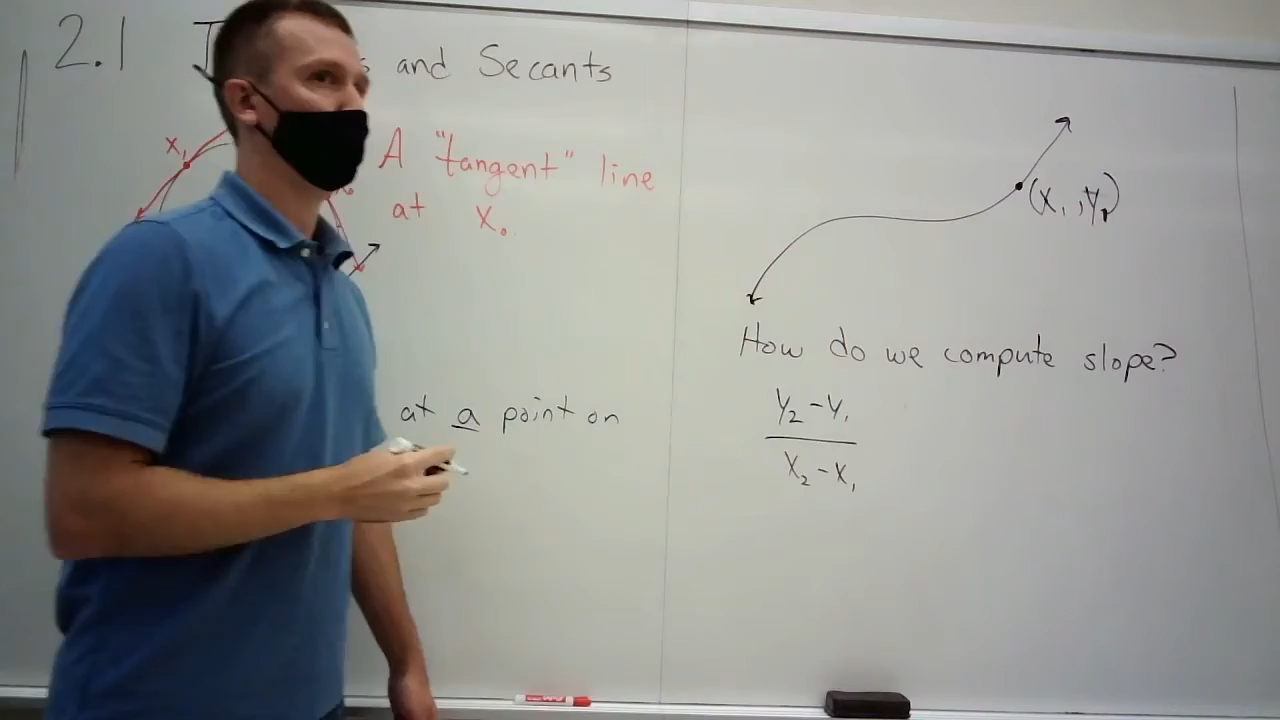 2.1 T s and Secants
x₁
A "tangent" line
at x₀
at a point on
(x₁, y₁)
How do we compute slope?
y₂ - y₁
x₂ - x₁